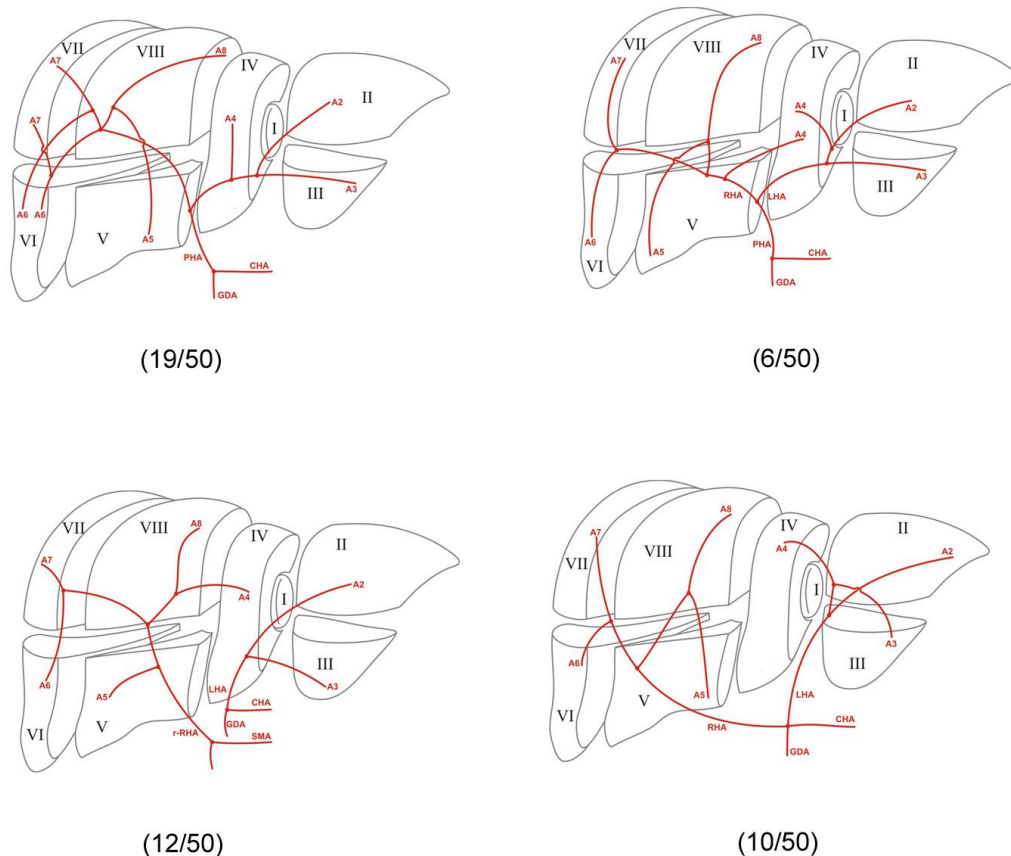 VII
VIII
A8
IV
A7
II
A2
A4
I
A7
III
A3
A6
A6
VI
V
A5
PHA
CHA
GDA
(19/50)
VII
VIII
A8
IV
A7
II
A4
I
A2
A4
III
A3
RHA
LHA
A6
A5
V
VI
PHA
CHA
GDA
(6/50)
VII
VIII
A8
IV
II
A7
A2
A4
I
III
A6
A5
A3
LHA
V
CHA
VI
GDA
r-RHA
SMA
(12/50)
A8
IV
II
A7
VIII
A4
A2
VII
I
A3
A6
III
V
A5
LHA
VI
RHA
CHA
GDA
(10/50)